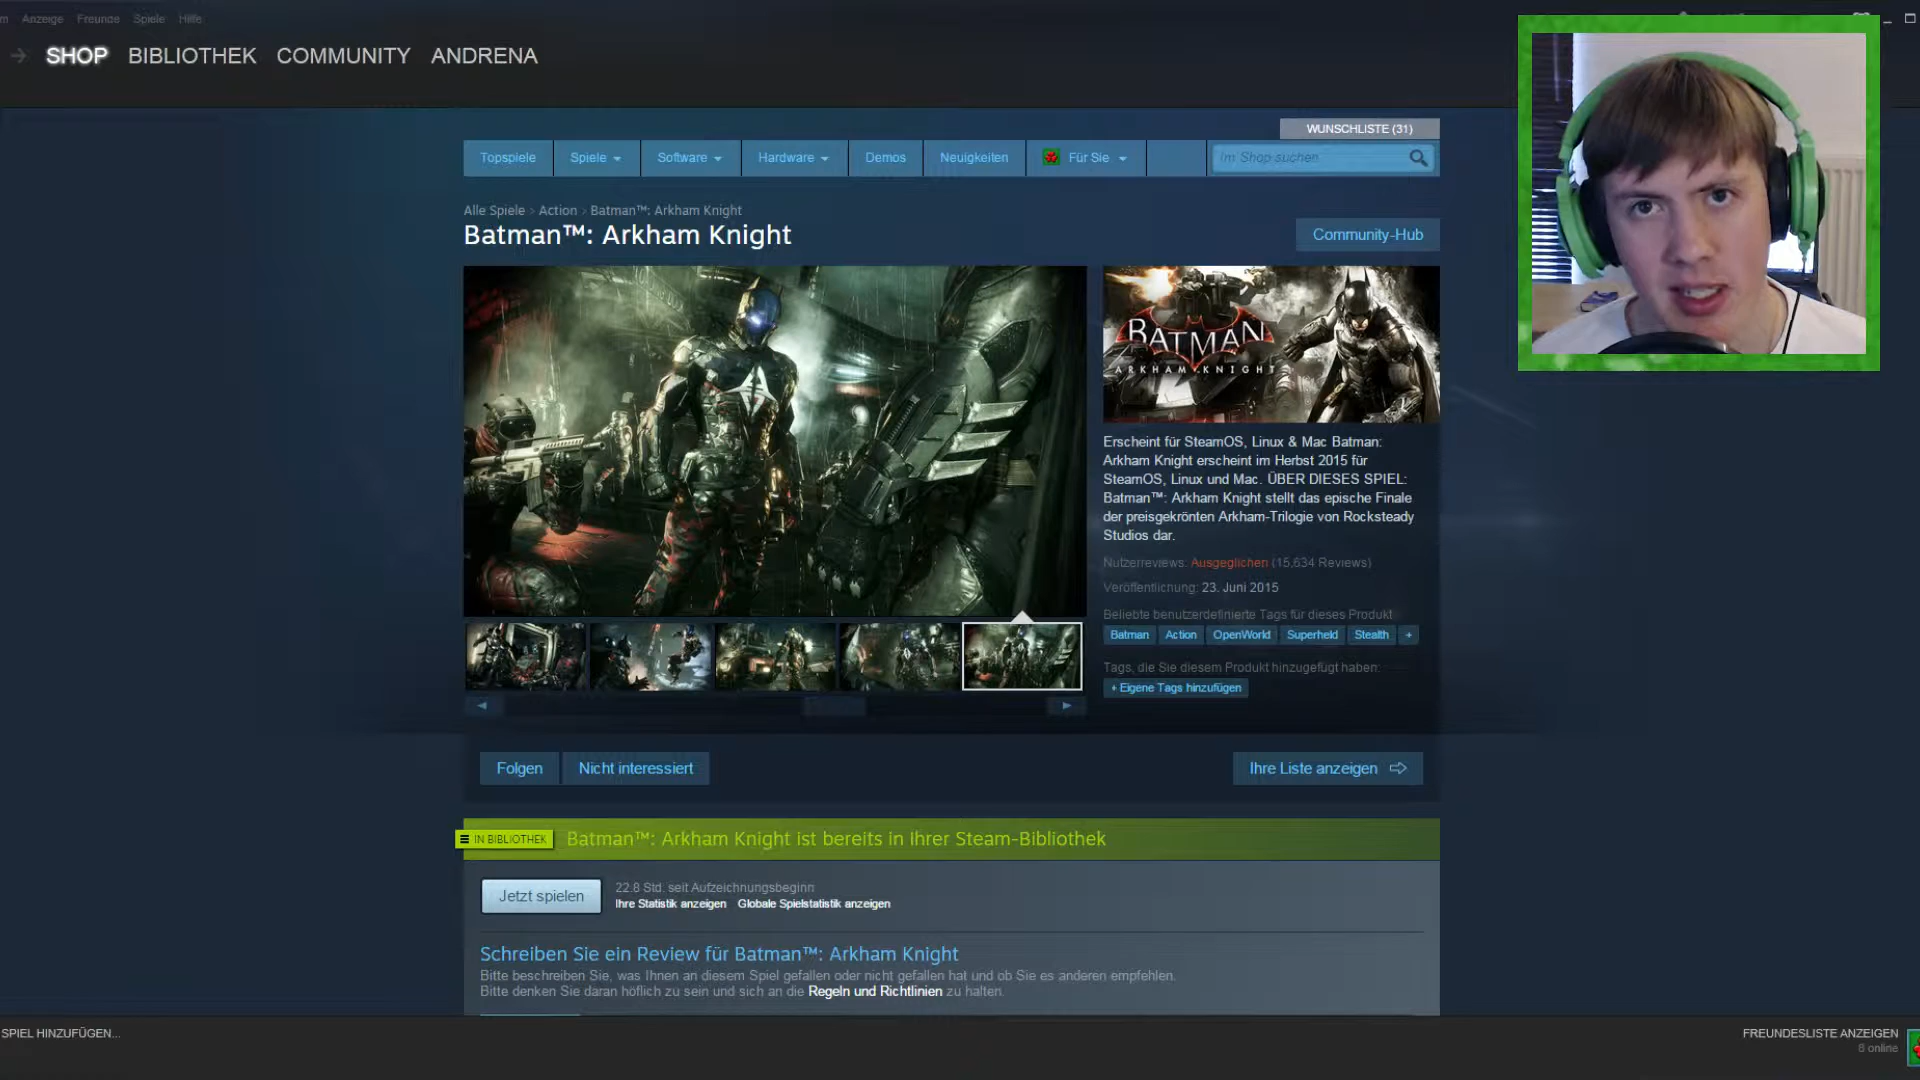 Anzeige Freunde Spiele Hilfe
SHOP BIBLIOTHEK COMMUNITY ANDRENA
WUNSCHLISTE (31)
Topspiele Spiele Software Hardware Demos Neuigkeiten Für Sie Im Shop suchen
Alle Spiele > Action > Batman™: Arkham Knight
Batman™: Arkham Knight
Community-Hub
BATMAN
ARKHAM KNIGHT
Erscheint für SteamOS, Linux & Mac Batman:
Arkham Knight erscheint im Herbst 2015 für
SteamOS, Linux und Mac. ÜBER DIESES SPIEL:
Batman™: Arkham Knight stellt das epische Finale
der preisgekrönten Arkham-Trilogie von Rocksteady
Studios dar.
Nutzerreviews: Ausgeglichen (15,634 Reviews)
Veröffentlichung: 23. Juni 2015
Beliebte benutzerdefinierte Tags für dieses Produkt:
Batman Action OpenWorld Superheld Stealth +
Tags, die Sie diesem Produkt hinzugefügt haben:
+ Eigene Tags hinzufügen
Folgen Nicht interessiert Ihre Liste anzeigen
IN BIBLIOTHEK Batman™: Arkham Knight ist bereits in Ihrer Steam-Bibliothek
Jetzt spielen
22.8 Std. seit Aufzeichnungsbeginn
Ihre Statistik anzeigen Globale Spielstatistik anzeigen
Schreiben Sie ein Review für Batman™: Arkham Knight
Bitte beschreiben Sie, was Ihnen an diesem Spiel gefallen oder nicht gefallen hat und ob Sie es anderen empfehlen.
Bitte denken Sie daran höflich zu sein und sich an die Regeln und Richtlinien zu halten.
SPIEL HINZUFÜGEN...
FREUNDESLISTE ANZEIGEN
6 online